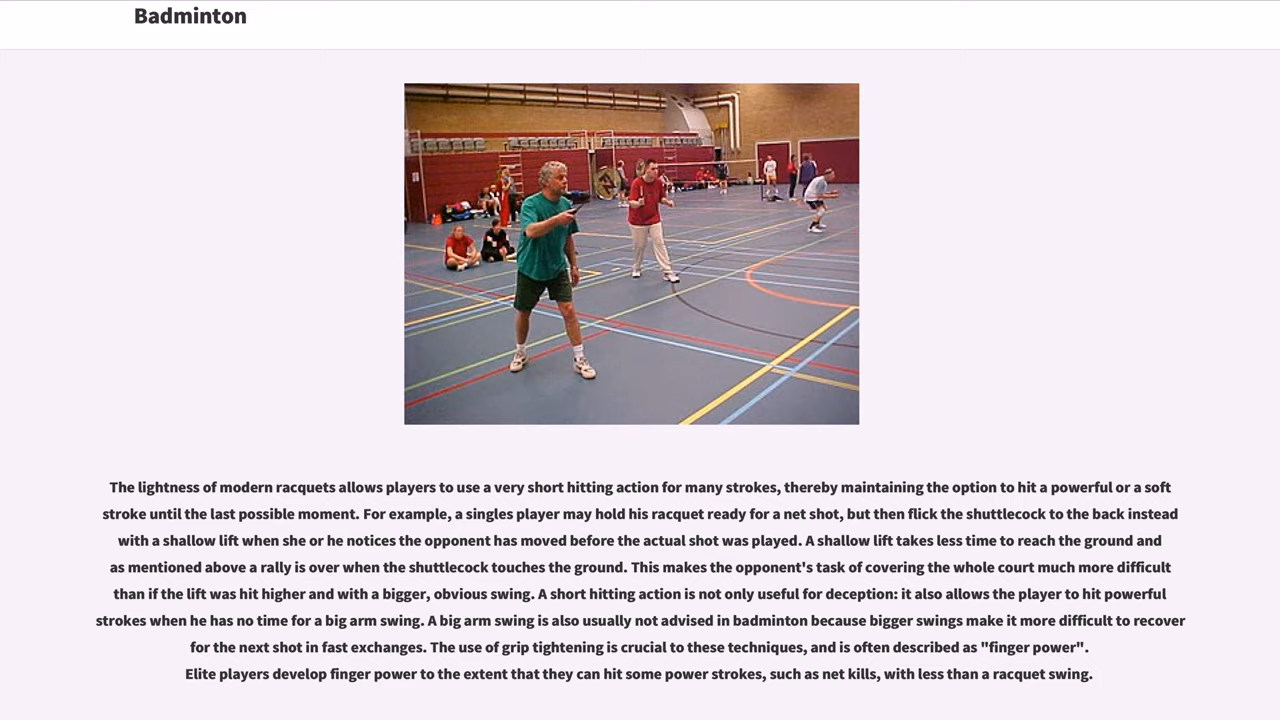 Badminton
The lightness of modern racquets allows players to use a very short hitting action for many strokes, thereby maintaining the option to hit a powerful or a soft
stroke until the last possible moment. For example, a singles player may hold his racquet ready for a net shot, but then flick the shuttlecock to the back instead
with a shallow lift when she or he notices the opponent has moved before the actual shot was played. A shallow lift takes less time to reach the ground and
as mentioned above a rally is over when the shuttlecock touches the ground. This makes the opponent's task of covering the whole court much more difficult
than if the lift was hit higher and with a bigger, obvious swing. A short hitting action is not only useful for deception: it also allows the player to hit powerful
strokes when he has no time for a big arm swing. A big arm swing is also usually not advised in badminton because bigger swings make it more difficult to recover
for the next shot in fast exchanges. The use of grip tightening is crucial to these techniques, and is often described as "finger power".
Elite players develop finger power to the extent that they can hit some power strokes, such as net kills, with less than a racquet swing.